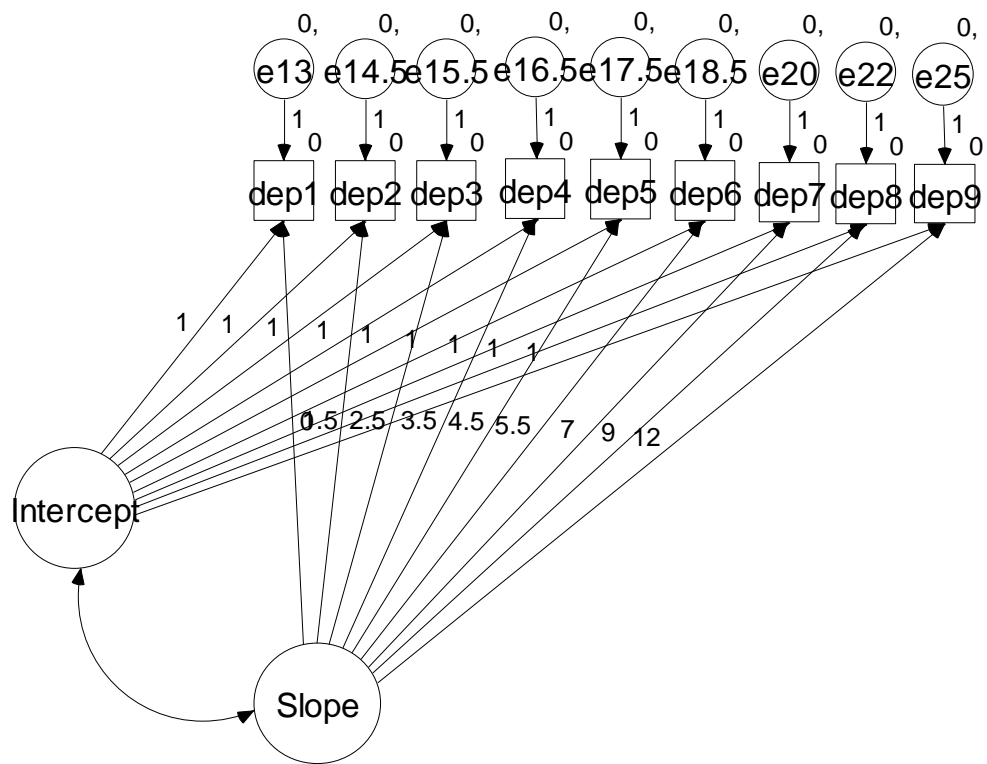 0, 0, 0, 0, 0, 0, 0, 0, 0,
e13 e14.5 e15.5 e16.5 e17.5 e18.5 e20 e22 e25
1 1 1 1 1 1 1 1 1
0 0 0 0 0 0 0 0 0
dep1 dep2 dep3 dep4 dep5 dep6 dep7 dep8 dep9
1 1 1 1 1 1 1 1 1
0 1.5 2.5 3.5 4.5 5.5 7 9 12
Intercept
Slope